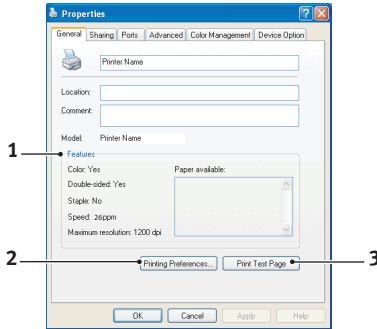 Properties
General Sharing Ports Advanced Color Management Device Option
Printer Name
Location:
Comment:
Model: Printer Name
1
Features
Color: Yes Paper available:
Double-sided: Yes
Staple: No
Speed: 26ppm
Maximum resolution: 1200 dpi
2 Printing Preferences... Print Test Page 3
OK Cancel Apply Help